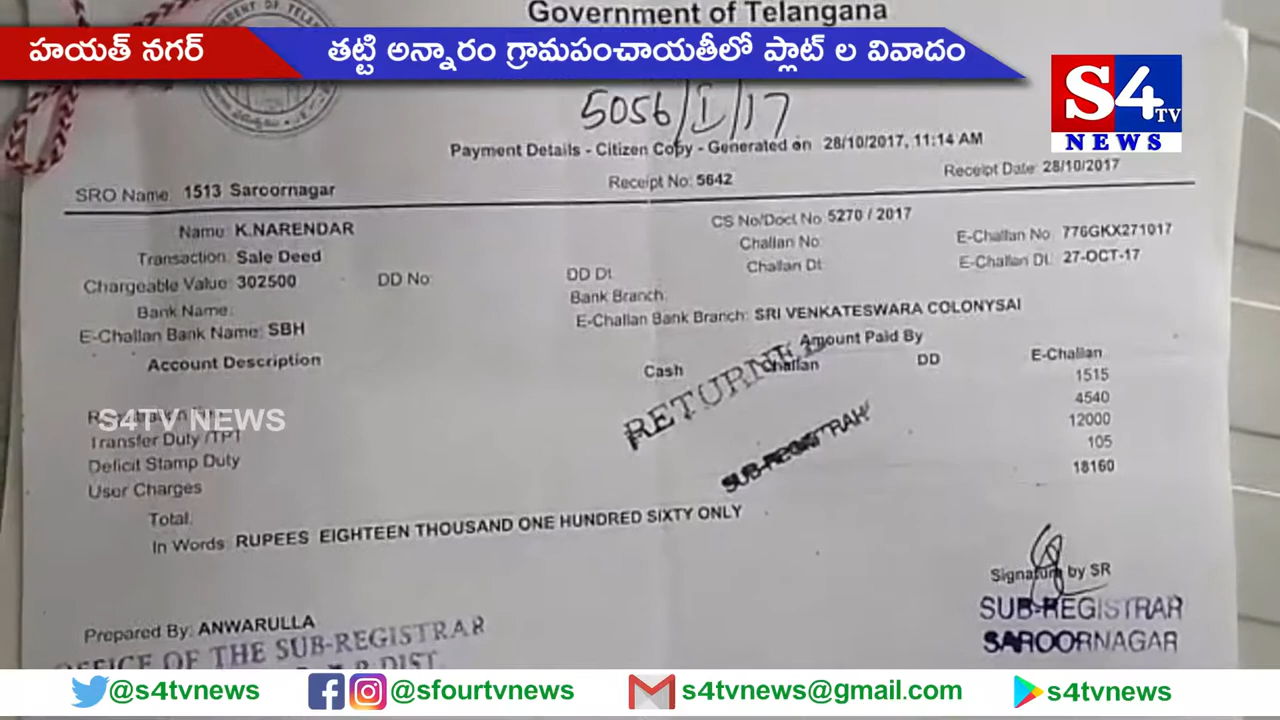 Government of Telangana
హయత్ నగర్
తట్టి అన్నారం గ్రామపంచాయతీలో ప్లాట్ ల వివాదం
S4 TV
NEWS
5056/I/17
Payment Details - Citizen Copy - Generated on 28/10/2017, 11:14 AM
SRO Name: 1513 Saroornagar
Receipt No: 5642
Receipt Date: 28/10/2017
Name: K.NARENDAR
CS No/Doct No: 5270 / 2017
Transaction: Sale Deed
Challan No:
E-Challan No: 776GKX271017
Chargeable Value: 302500
DD No:
DD Dt:
Challan Dt:
E-Challan Dt: 27-OCT-17
Bank Name:
Bank Branch:
E-Challan Bank Name: SBH
E-Challan Bank Branch: SRI VENKATESWARA COLONYSAI
Account Description
Amount Paid By
Cash
Challan
DD
E-Challan
RETURNED
SUB-REGISTRAR
1515
S4TV NEWS
Transfer Duty /TPT
4540
Deficit Stamp Duty
12000
User Charges
105
Total:
18160
In Words: RUPEES EIGHTEEN THOUSAND ONE HUNDRED SIXTY ONLY
Signature by SR
SUB-REGISTRAR
SAROORNAGAR
Prepared By: ANWARULLA
OFFICE OF THE SUB-REGISTRAR
DIST.
@s4tvnews
@sfourtvnews
s4tvnews@gmail.com
s4tvnews